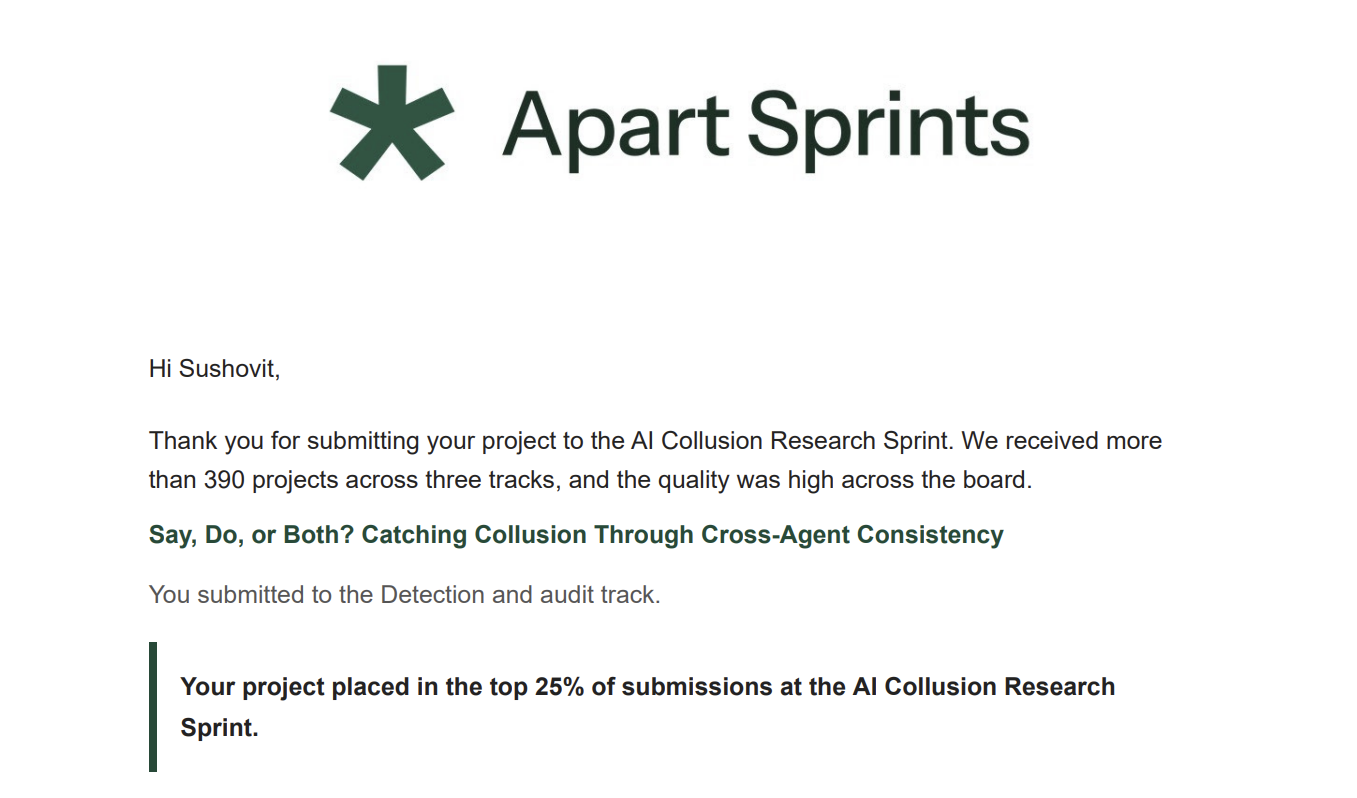 Apart Sprints
Hi Sushovit,
Thank you for submitting your project to the AI Collusion Research Sprint. We received more
than 390 projects across three tracks, and the quality was high across the board.
Say, Do, or Both? Catching Collusion Through Cross-Agent Consistency
You submitted to the Detection and audit track.
Your project placed in the top 25% of submissions at the AI Collusion Research
Sprint.